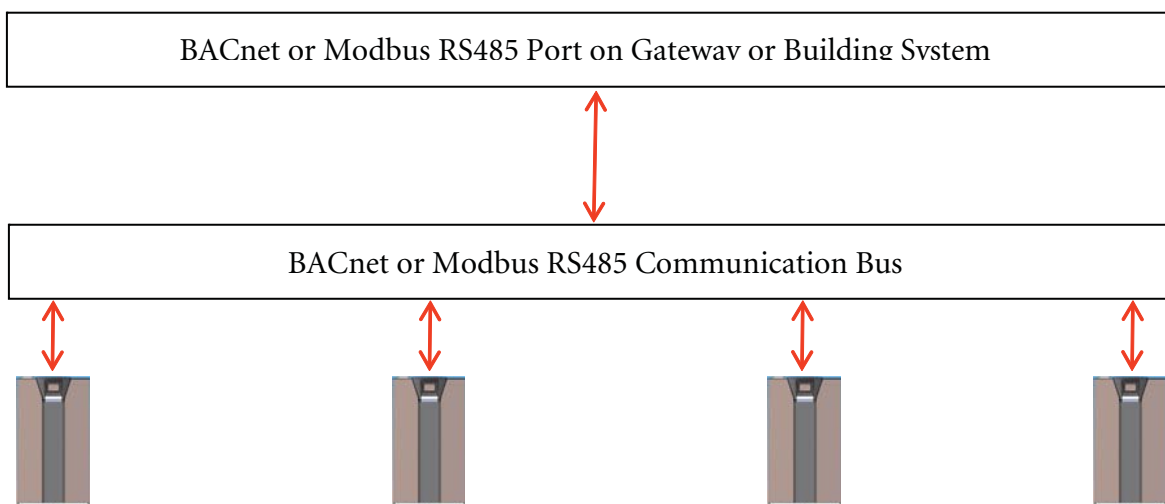 BACnet or Modbus RS485 Port on Gateway or Building System
BACnet or Modbus RS485 Communication Bus